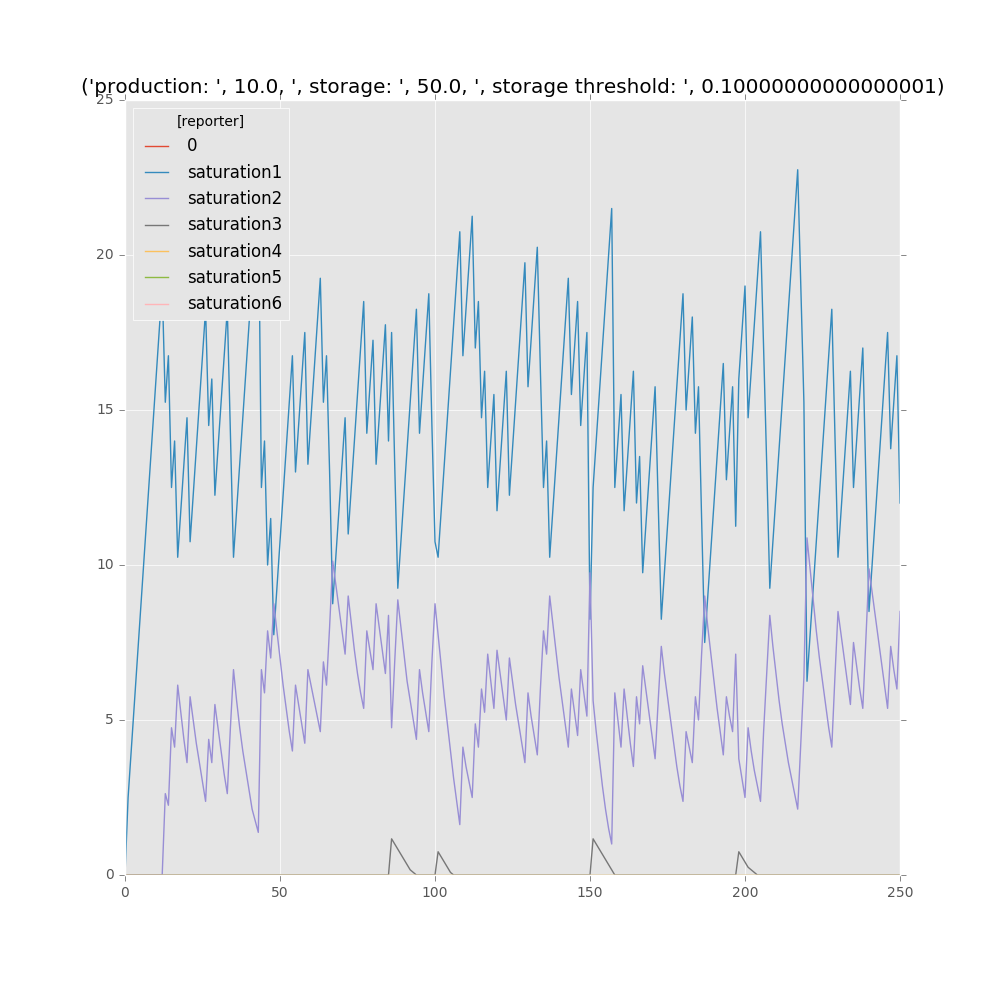 ('production: ', 10.0, ', storage: ', 50.0, ', storage threshold: ', 0.10000000000000001)
25
[reporter]
0
saturation1
saturation2
saturation3
saturation4
saturation5
saturation6
20
15
10
5
0
0 50 100 150 200 250